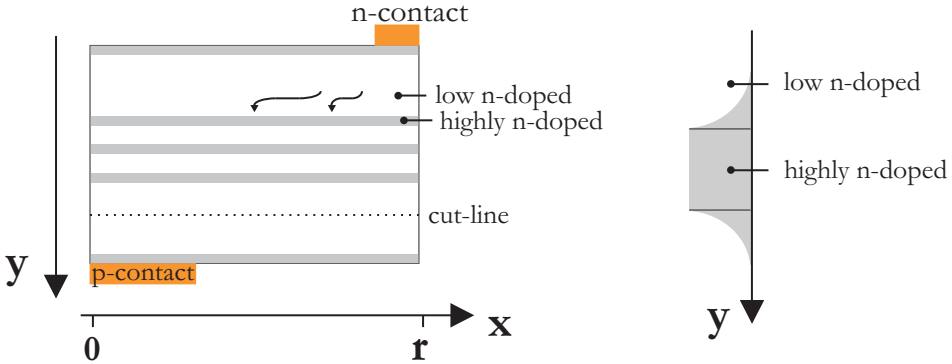 n-contact
low n-doped
highly n-doped
cut-line
y
p-contact
x
0
r
low n-doped
highly n-doped
y